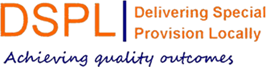 DSPL
Delivering Special
Provision Locally
Achieving quality outcomes